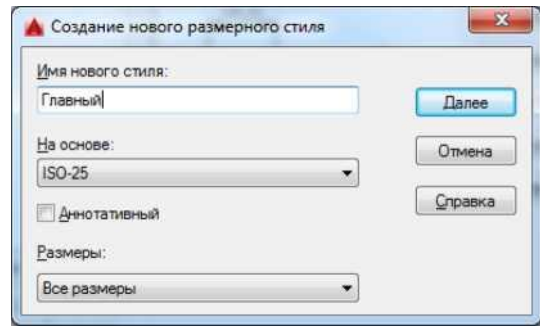 Создание нового размерного стиля
Имя нового стиля:
Главный
Далее
На основе:
Отмена
ISO-25
Справка
Аннотативный
Размеры:
Все размеры